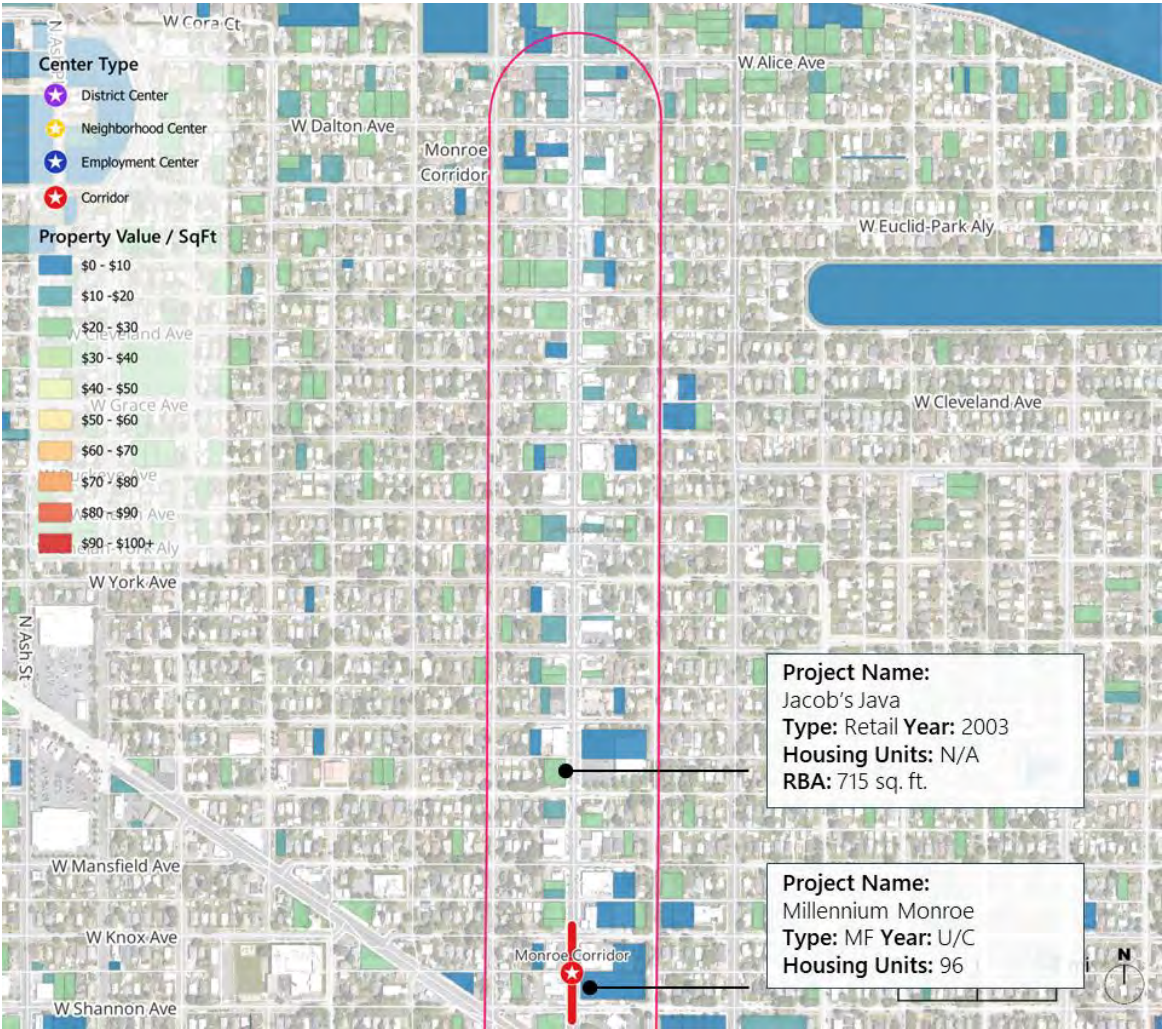 W Cora Ct
Center Type
District Center
Neighborhood Center
Employment Center
Corridor
Property Value / SqFt
$0 - $10
$10 -$20
$20 - $30
$30 - $40
$40 - $50
$50 - $60
$60 - $70
$70 - $80
$80 - $90
$90 - $100+
W Alice Ave
W Dalton Ave
Monroe
Corridor
W Euclid-Park Aly
W Cleveland Ave
W Grace Ave
W Cleveland Ave
W York Ave
N Ash St
Project Name:
Jacob's Java
Type: Retail Year: 2003
Housing Units: N/A
RBA: 715 sq. ft.
W Mansfield Ave
Project Name:
Millennium Monroe
Type: MF Year: U/C
Housing Units: 96
W Knox Ave
Monroe Corridor
mi
N
W Shannon Ave